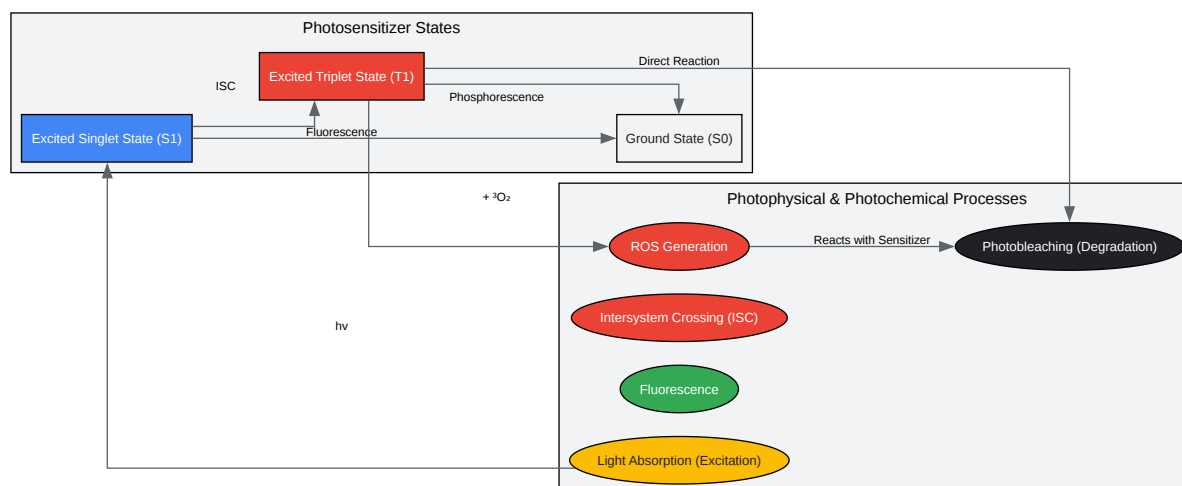 Photosensitizer States
Direct Reaction
Excited Triplet State (T1)
ISC
Phosphorescence
Excited Singlet State (S1)
Fluorescence
Ground State (S0)
+ ³O₂
Photophysical & Photochemical Processes
ROS Generation
Reacts with Sensitizer
Photobleaching (Degradation)
Intersystem Crossing (ISC)
hv
Fluorescence
Light Absorption (Excitation)